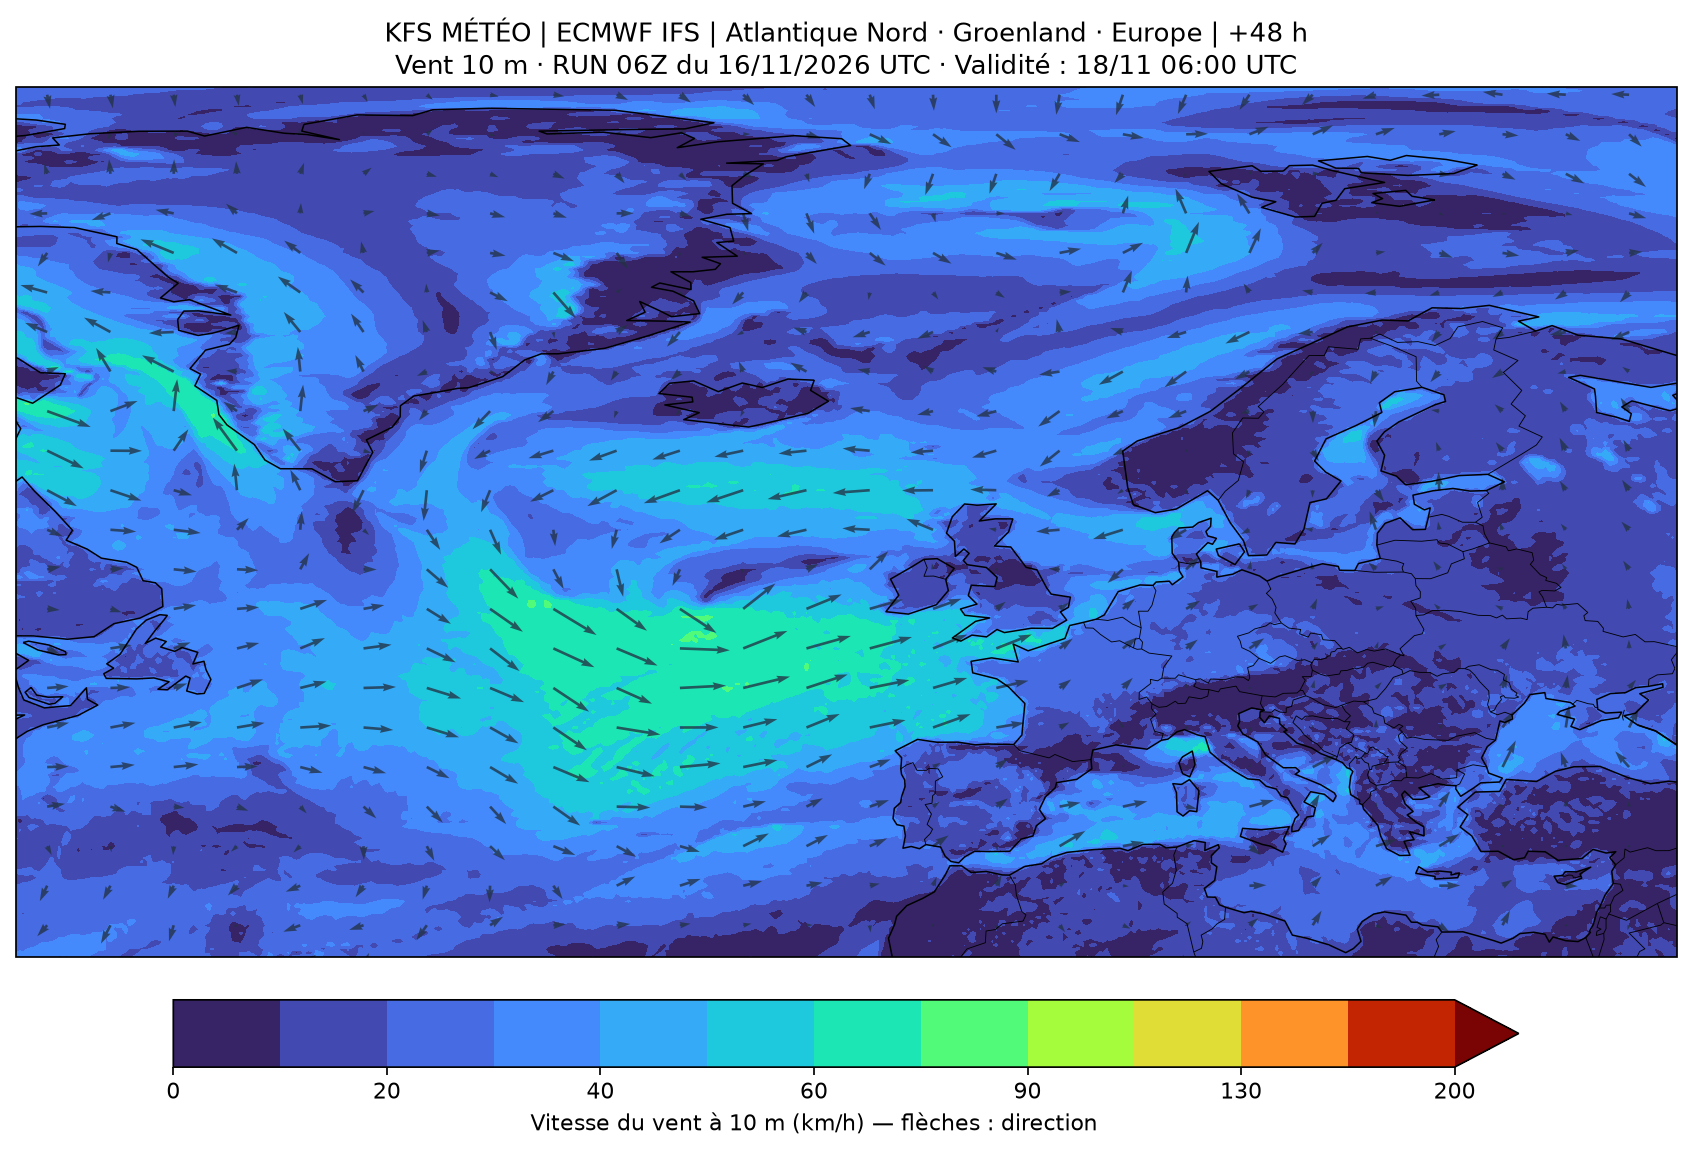 KFS MÉTÉO | ECMWF IFS | Atlantique Nord · Groenland · Europe | +48 h
Vent 10 m · RUN 06Z du 16/11/2026 UTC · Validité : 18/11 06:00 UTC
0 20 40 60 90 130 200
Vitesse du vent à 10 m (km/h) — flèches : direction